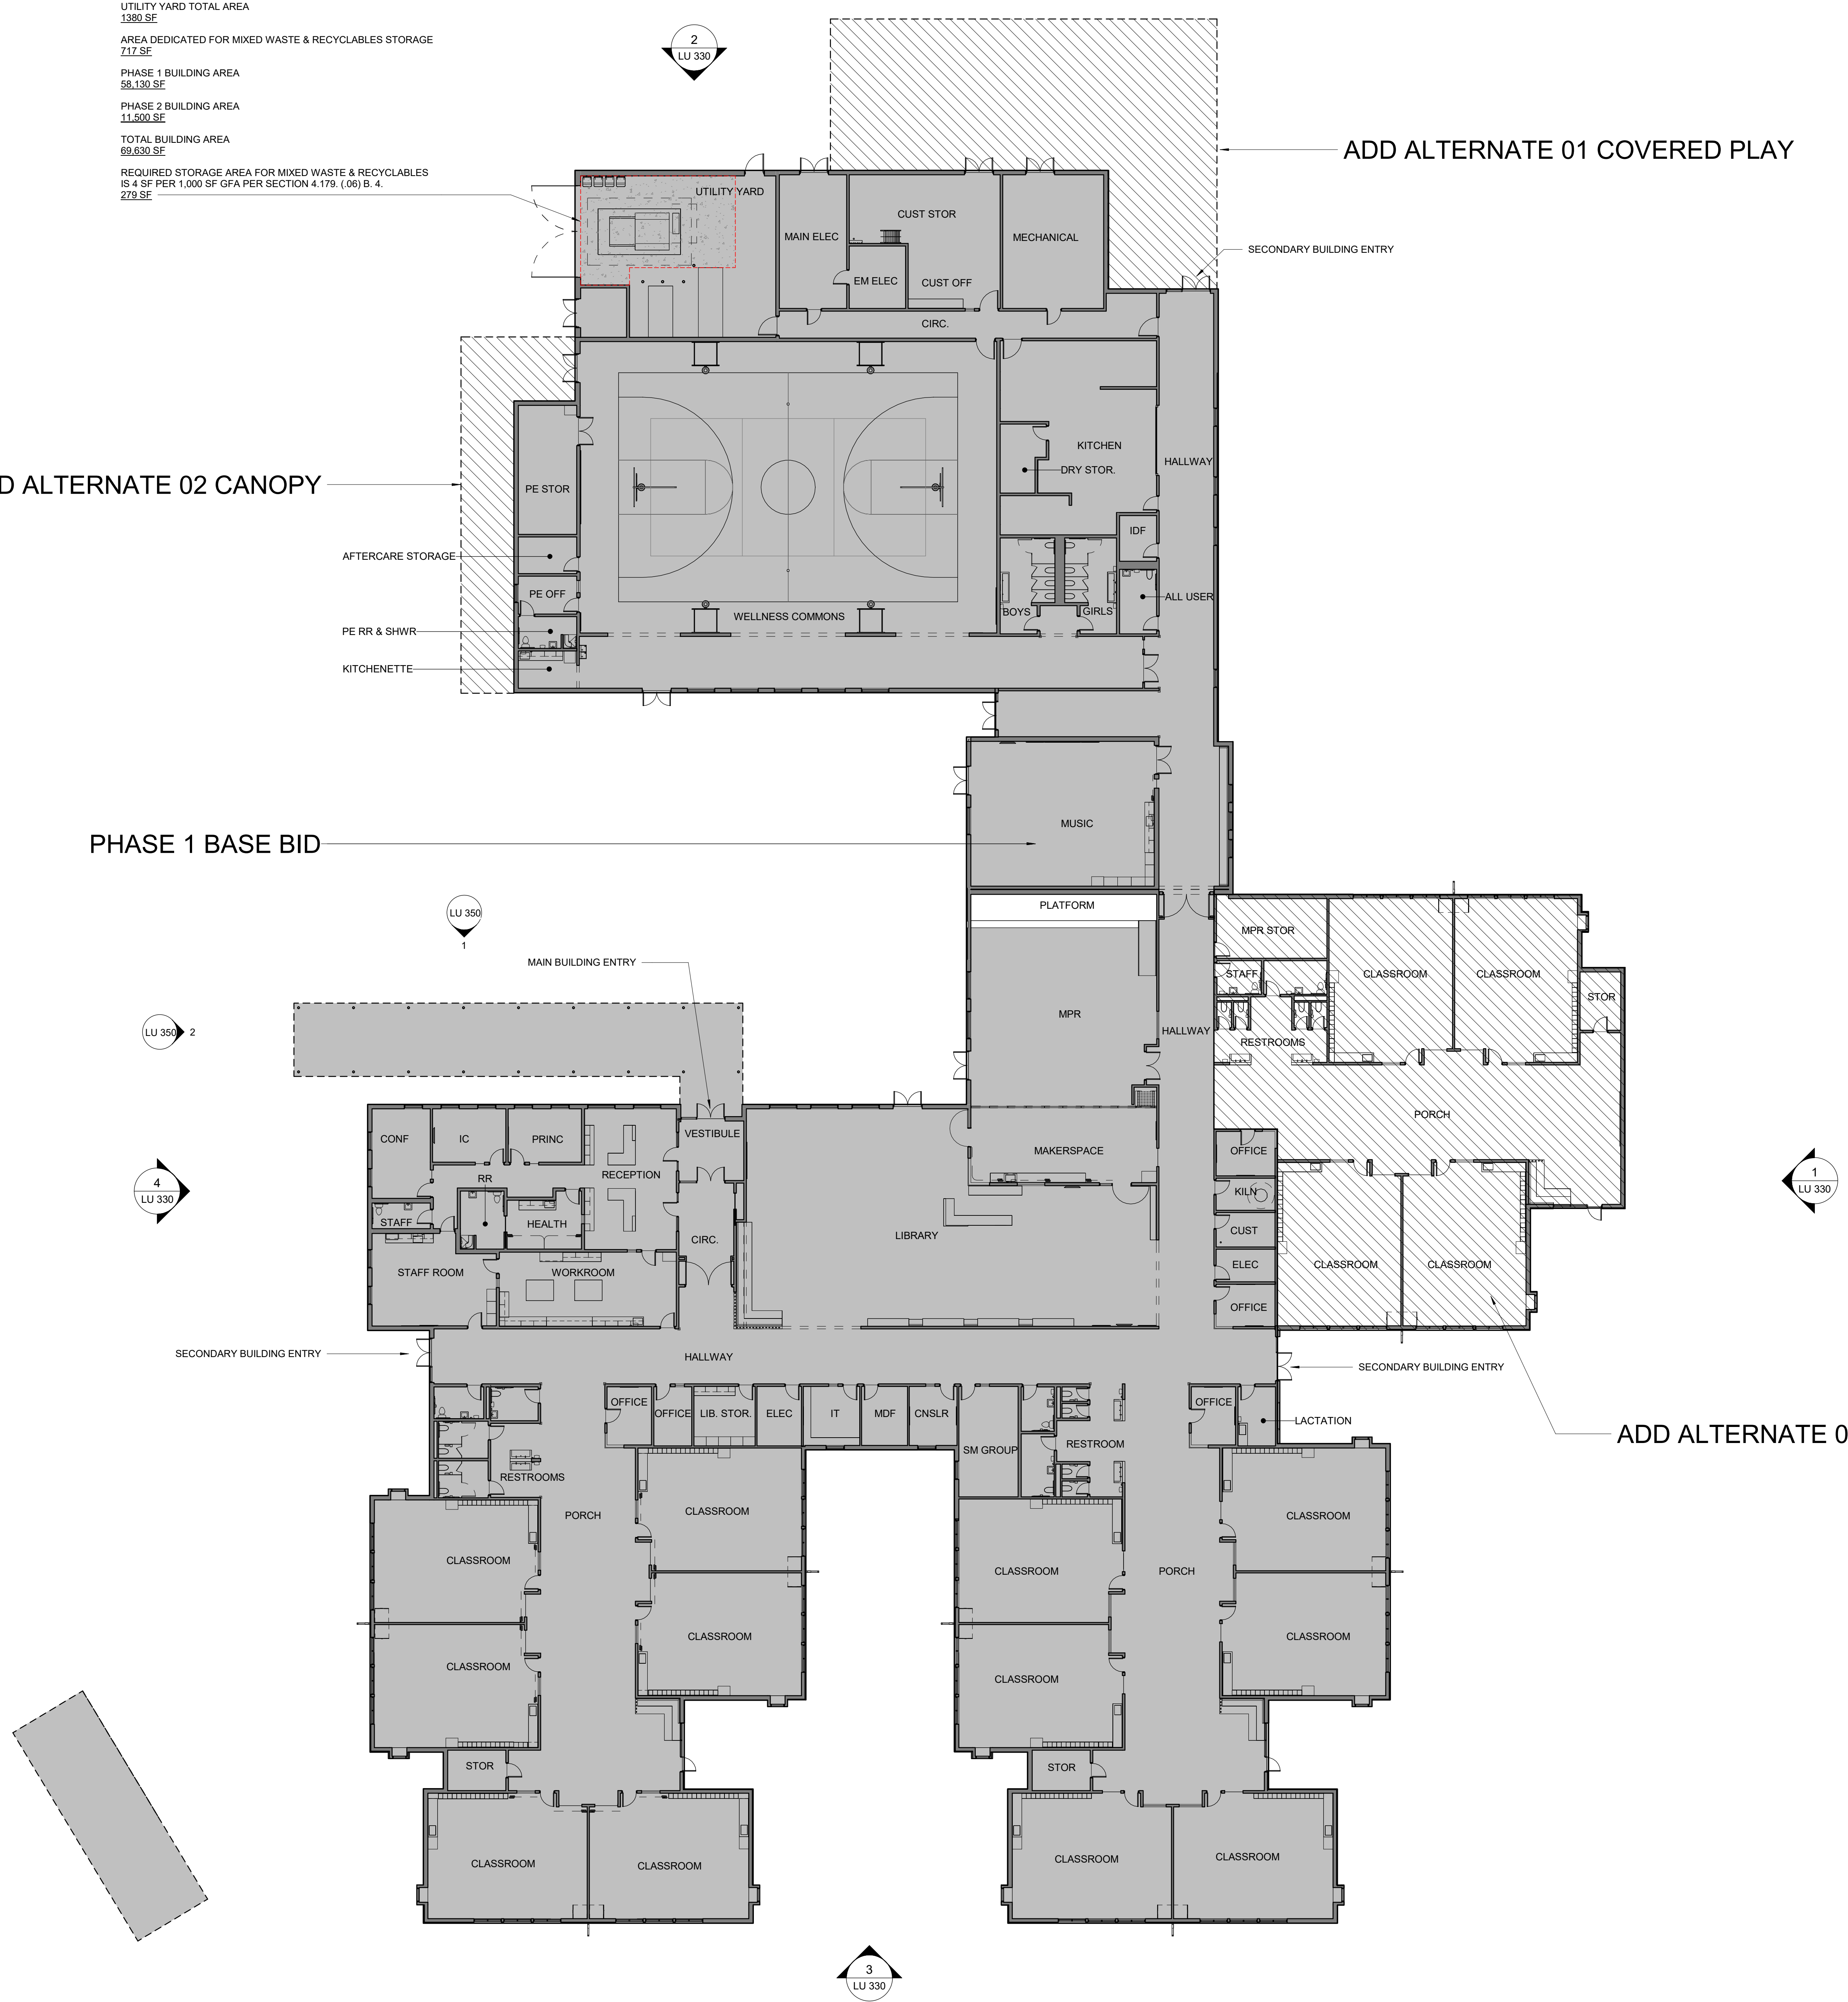 UTILITY YARD TOTAL AREA
1380 SF
AREA DEDICATED FOR MIXED WASTE & RECYCLABLES STORAGE
717 SF
PHASE 1 BUILDING AREA
58,130 SF
PHASE 2 BUILDING AREA
11,500 SF
TOTAL BUILDING AREA
69,630 SF
REQUIRED STORAGE AREA FOR MIXED WASTE & RECYCLABLES
IS 4 SF PER 1,000 SF GFA PER SECTION 4.179. (.06) B. 4.
279 SF
2
LU 330
ADD ALTERNATE 01 COVERED PLAY
UTILITY YARD
CUST STOR
MAIN ELEC
MECHANICAL
SECONDARY BUILDING ENTRY
EM ELEC
CUST OFF
CIRC.
KITCHEN
HALLWAY
DRY STOR.
D ALTERNATE 02 CANOPY
PE STOR
IDF
AFTERCARE STORAGE
PE OFF
ALL USER
BOYS
GIRLS
WELLNESS COMMONS
PE RR & SHWR
KITCHENETTE
MUSIC
PHASE 1 BASE BID
PLATFORM
LU 350
1
MPR STOR
MAIN BUILDING ENTRY
STAFF
CLASSROOM
CLASSROOM
STOR
MPR
LU 350
2
HALLWAY
RESTROOMS
PORCH
VESTIBULE
CONF
IC
PRINC
MAKERSPACE
OFFICE
RECEPTION
RR
4
LU 330
1
LU 330
KILN
STAFF
HEALTH
CUST
LIBRARY
CIRC.
ELEC
CLASSROOM
CLASSROOM
STAFF ROOM
WORKROOM
OFFICE
SECONDARY BUILDING ENTRY
HALLWAY
SECONDARY BUILDING ENTRY
OFFICE
OFFICE
LIB. STOR.
ELEC
IT
MDF
CNSLR
OFFICE
LACTATION
ADD ALTERNATE 0
SM GROUP
RESTROOM
RESTROOMS
CLASSROOM
PORCH
CLASSROOM
CLASSROOM
CLASSROOM
PORCH
CLASSROOM
CLASSROOM
CLASSROOM
CLASSROOM
CLASSROOM
STOR
STOR
CLASSROOM
CLASSROOM
CLASSROOM
CLASSROOM
3
LU 330